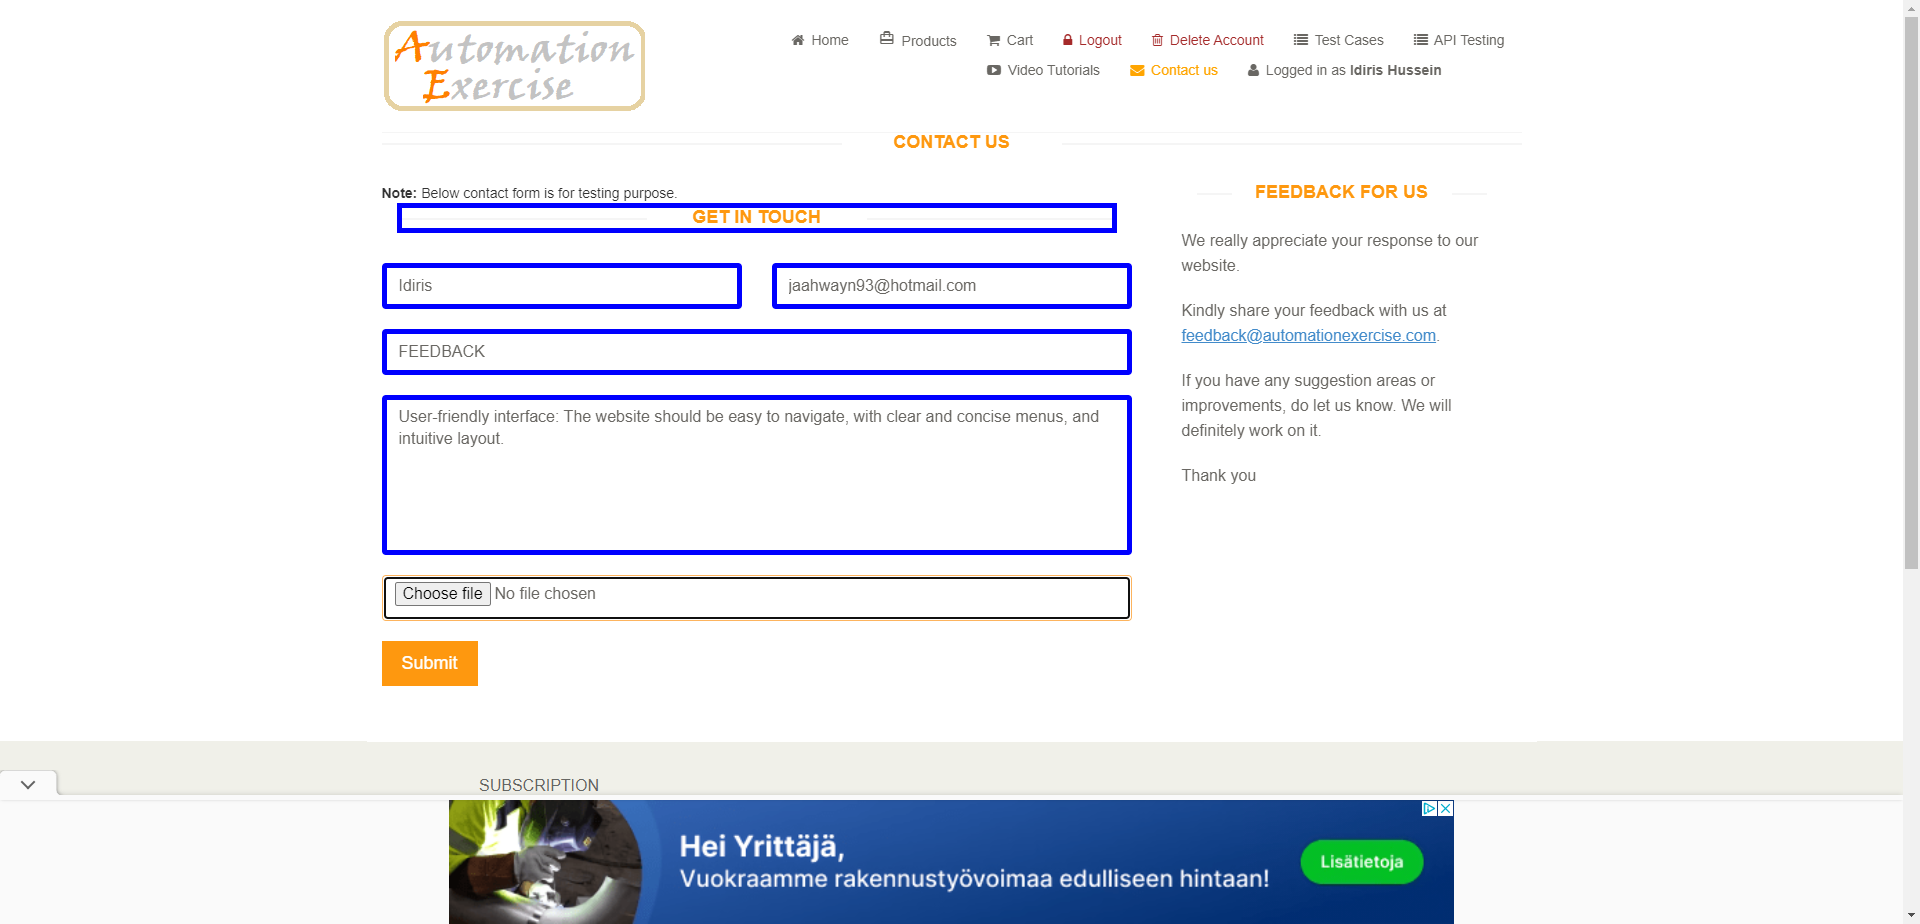 Automation
Exercise
Home
Products
Cart
Logout
Delete Account
Test Cases
API Testing
Video Tutorials
Contact us
Logged in as Idiris Hussein
CONTACT US
Note: Below contact form is for testing purpose.
GET IN TOUCH
Idiris
jaahwayn93@hotmail.com
FEEDBACK
User-friendly interface: The website should be easy to navigate, with clear and concise menus, and
intuitive layout.
Choose file No file chosen
Submit
FEEDBACK FOR US
We really appreciate your response to our
website.
Kindly share your feedback with us at
feedback@automationexercise.com.
If you have any suggestion areas or
improvements, do let us know. We will
definitely work on it.
Thank you
SUBSCRIPTION
Hei Yrittäjä,
Vuokraamme rakennustyövoimaa edulliseen hintaan!
Lisätietoja